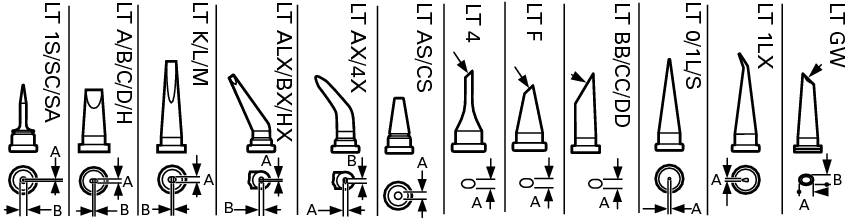 LT 1S/SC/SA
A
B
LT A/B/C/D/H
A
B
LT K/L/M
A
B
LT ALX/BX/HX
A
B
LT AX/4X
B
A
LT AS/CS
A
LT 4
A
LT F
A
LT BB/CC/DD
A
LT 0/1L/S
A
LT 1LX
A
LT GW
B
A